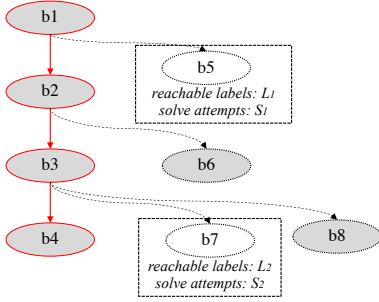 b1
b5
reachable labels: L1
solve attempts: S1
b2
b3
b6
b4
b7
b8
reachable labels: L2
solve attempts: S2